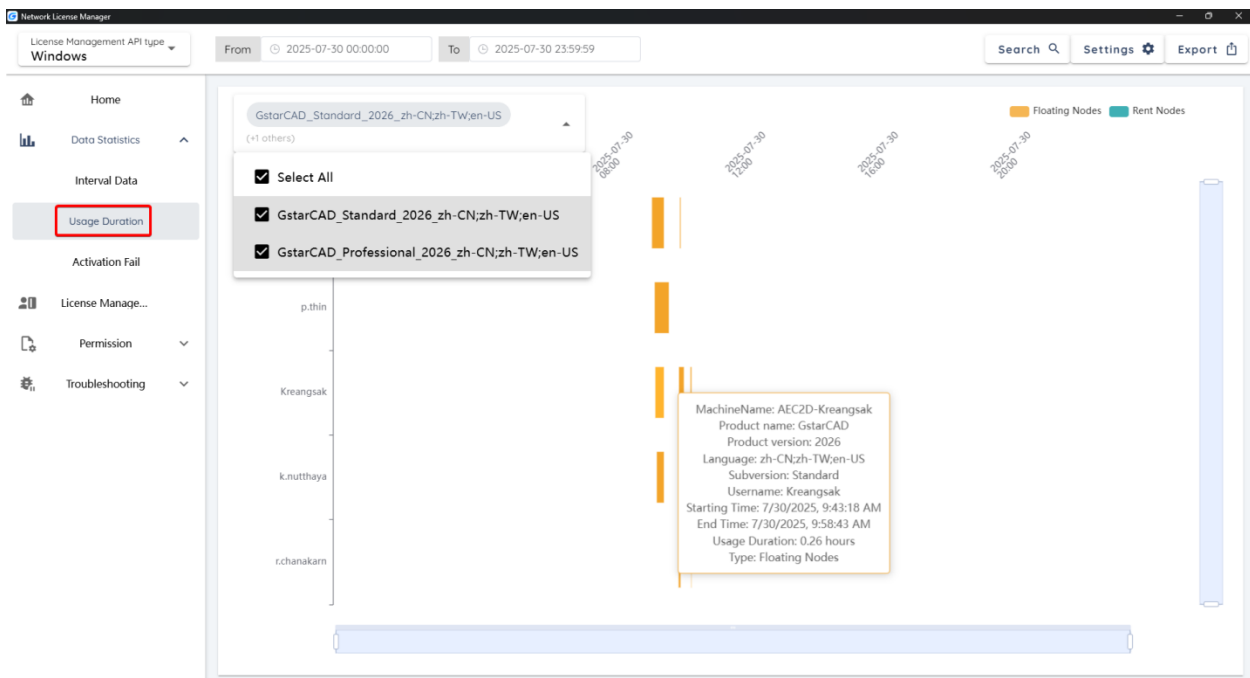 Network License Manager
License Management API type
Windows
From 2025-07-30 00:00:00 To 2025-07-30 23:59:59
Search Settings Export
Home
Data Statistics
Interval Data
Usage Duration
Activation Fail
License Manage...
Permission
Troubleshooting
GstarCAD_Standard_2026_zh-CN;zh-TW;en-US
(+1 others)
Select All
GstarCAD_Standard_2026_zh-CN;zh-TW;en-US
GstarCAD_Professional_2026_zh-CN;zh-TW;en-US
Floating Nodes Rent Nodes
2025-07-30
08:00
2025-07-30
12:00
2025-07-30
16:00
2025-07-30
20:00
p.thin
Kreangsak
k.nutthaya
r.chanakarn
MachineName: AEC2D-Kreangsak
Product name: GstarCAD
Product version: 2026
Language: zh-CN;zh-TW;en-US
Subversion: Standard
Username: Kreangsak
Starting Time: 7/30/2025, 9:43:18 AM
End Time: 7/30/2025, 9:58:43 AM
Usage Duration: 0.26 hours
Type: Floating Nodes